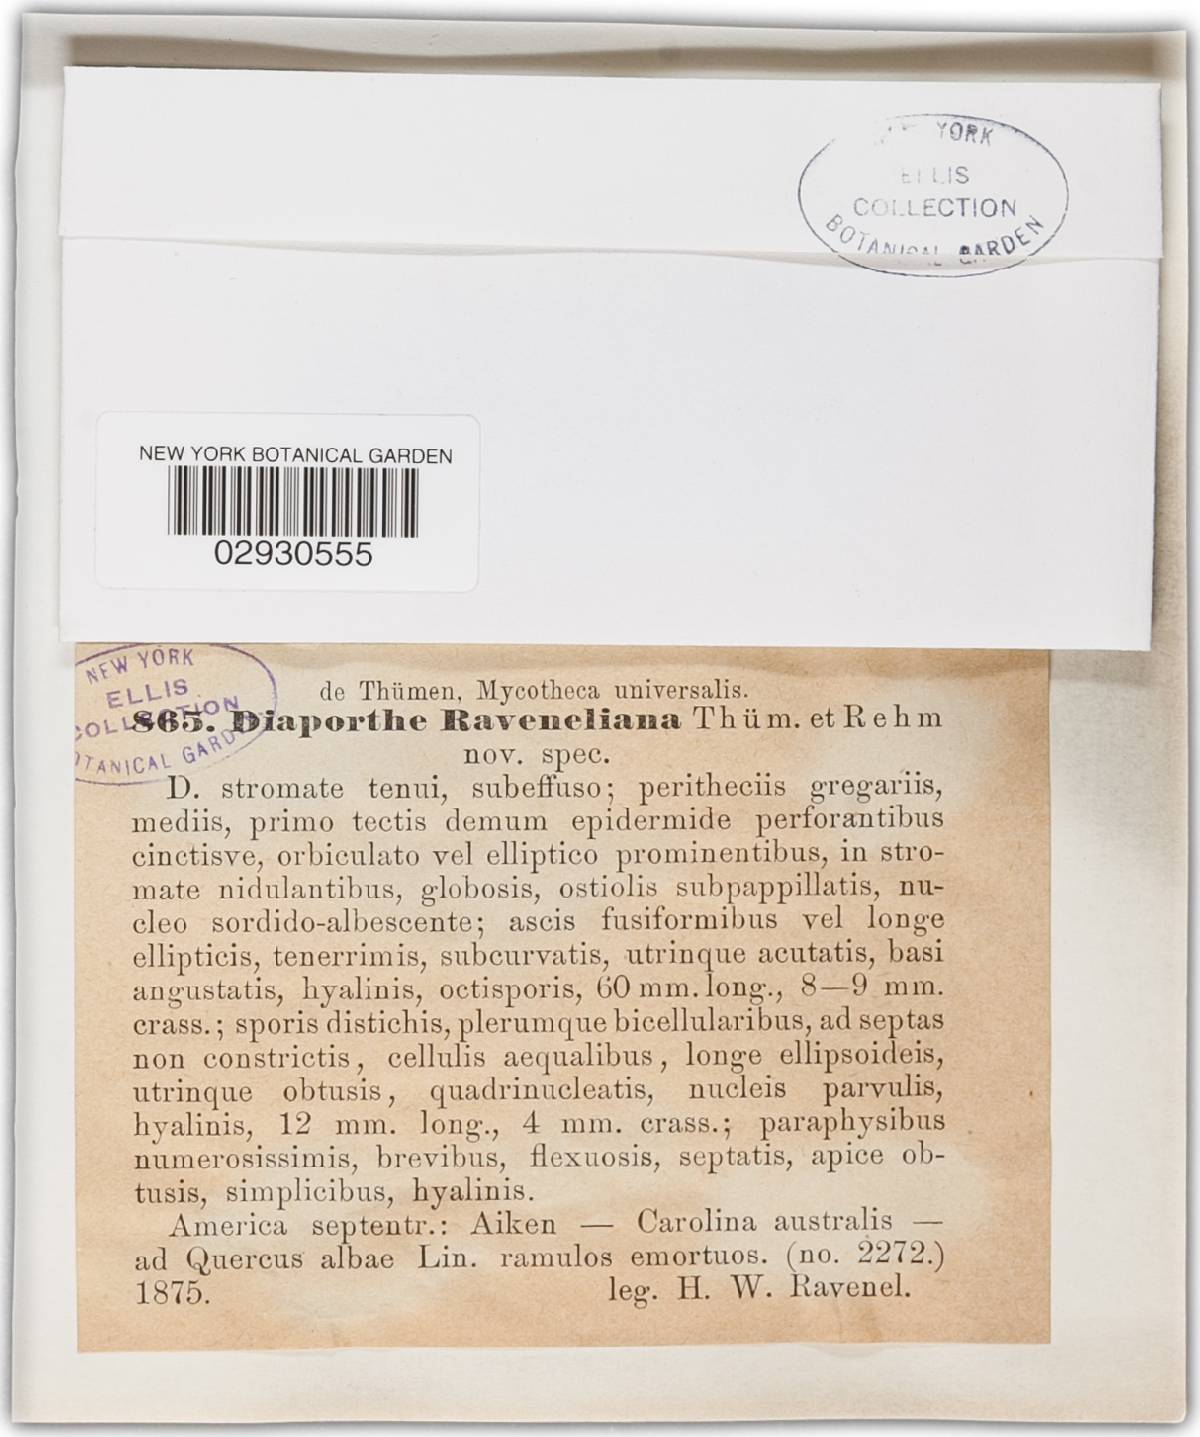 YORK
ELLIS
COLLECTION
BOTANICAL GARDEN
NEW YORK BOTANICAL GARDEN
02930555
NEW YORK
ELLIS
COLLECTION
BOTANICAL GARD
de Thümen, Mycotheca universalis.
865. Diaporthe Raveneliana Thüm. et Rehm
nov. spec.
D. stromate tenui, subeffuso; peritheciis gregariis,
mediis, primo tectis demum epidermide perforantibus
cinctisve, orbiculato vel elliptico prominentibus, in stro-
mate nidulantibus, globosis, ostiolis subpappillatis, nu-
cleo sordido-albescente; ascis fusiformibus vel longe
ellipticis, tenerrimis, subcurvatis, utrinque acutatis, basi
angustatis, hyalinis, octisporis, 60 mm. long., 8—9 mm.
crass.; sporis distichis, plerumque bicellularibus, ad septas
non constrictis, cellulis aequalibus, longe ellipsoideis,
utrinque obtusis, quadrinucleatis, nucleis parvulis,
hyalinis, 12 mm. long., 4 mm. crass.; paraphysibus
numerosissimis, brevibus, flexuosis, septatis, apice ob-
tusis, simplicibus, hyalinis.
America septentr.: Aiken — Carolina australis —
ad Quercus albae Lin. ramulos emortuos. (no. 2272.)
1875. leg. H. W. Ravenel.